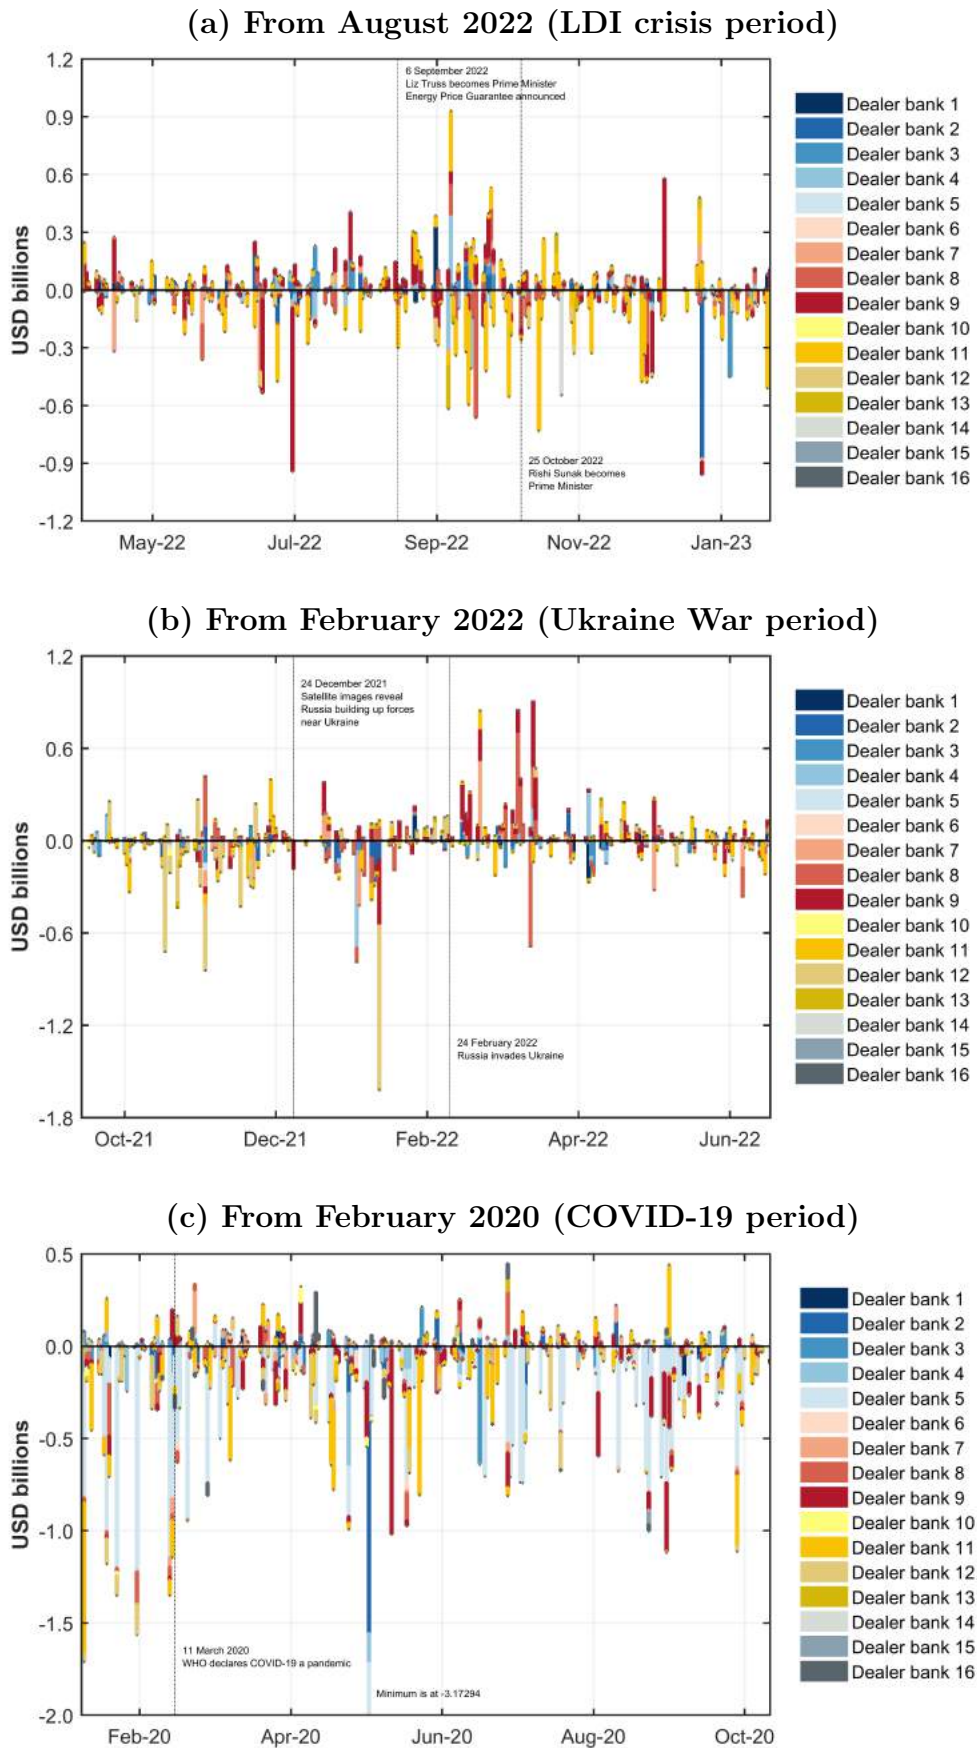 (a) From August 2022 (LDI crisis period)
1.2
0.9
0.6
0.3
0.0
-0.3
-0.6
-0.9
-1.2
USD billions
6 September 2022
Liz Truss becomes Prime Minister
Energy Price Guarantee announced
25 October 2022
Rishi Sunak becomes
Prime Minister
May-22
Jul-22
Sep-22
Nov-22
Jan-23
Dealer bank 1
Dealer bank 2
Dealer bank 3
Dealer bank 4
Dealer bank 5
Dealer bank 6
Dealer bank 7
Dealer bank 8
Dealer bank 9
Dealer bank 10
Dealer bank 11
Dealer bank 12
Dealer bank 13
Dealer bank 14
Dealer bank 15
Dealer bank 16
(b) From February 2022 (Ukraine War period)
1.2
0.6
0.0
-0.6
-1.2
-1.8
USD billions
24 December 2021
Satellite images reveal
Russia building up forces
near Ukraine
24 February 2022
Russia invades Ukraine
Oct-21
Dec-21
Feb-22
Apr-22
Jun-22
Dealer bank 1
Dealer bank 2
Dealer bank 3
Dealer bank 4
Dealer bank 5
Dealer bank 6
Dealer bank 7
Dealer bank 8
Dealer bank 9
Dealer bank 10
Dealer bank 11
Dealer bank 12
Dealer bank 13
Dealer bank 14
Dealer bank 15
Dealer bank 16
(c) From February 2020 (COVID-19 period)
0.5
0.0
-0.5
-1.0
-1.5
-2.0
USD billions
11 March 2020
WHO declares COVID-19 a pandemic
Minimum is at -3.17294
Feb-20
Apr-20
Jun-20
Aug-20
Oct-20
Dealer bank 1
Dealer bank 2
Dealer bank 3
Dealer bank 4
Dealer bank 5
Dealer bank 6
Dealer bank 7
Dealer bank 8
Dealer bank 9
Dealer bank 10
Dealer bank 11
Dealer bank 12
Dealer bank 13
Dealer bank 14
Dealer bank 15
Dealer bank 16